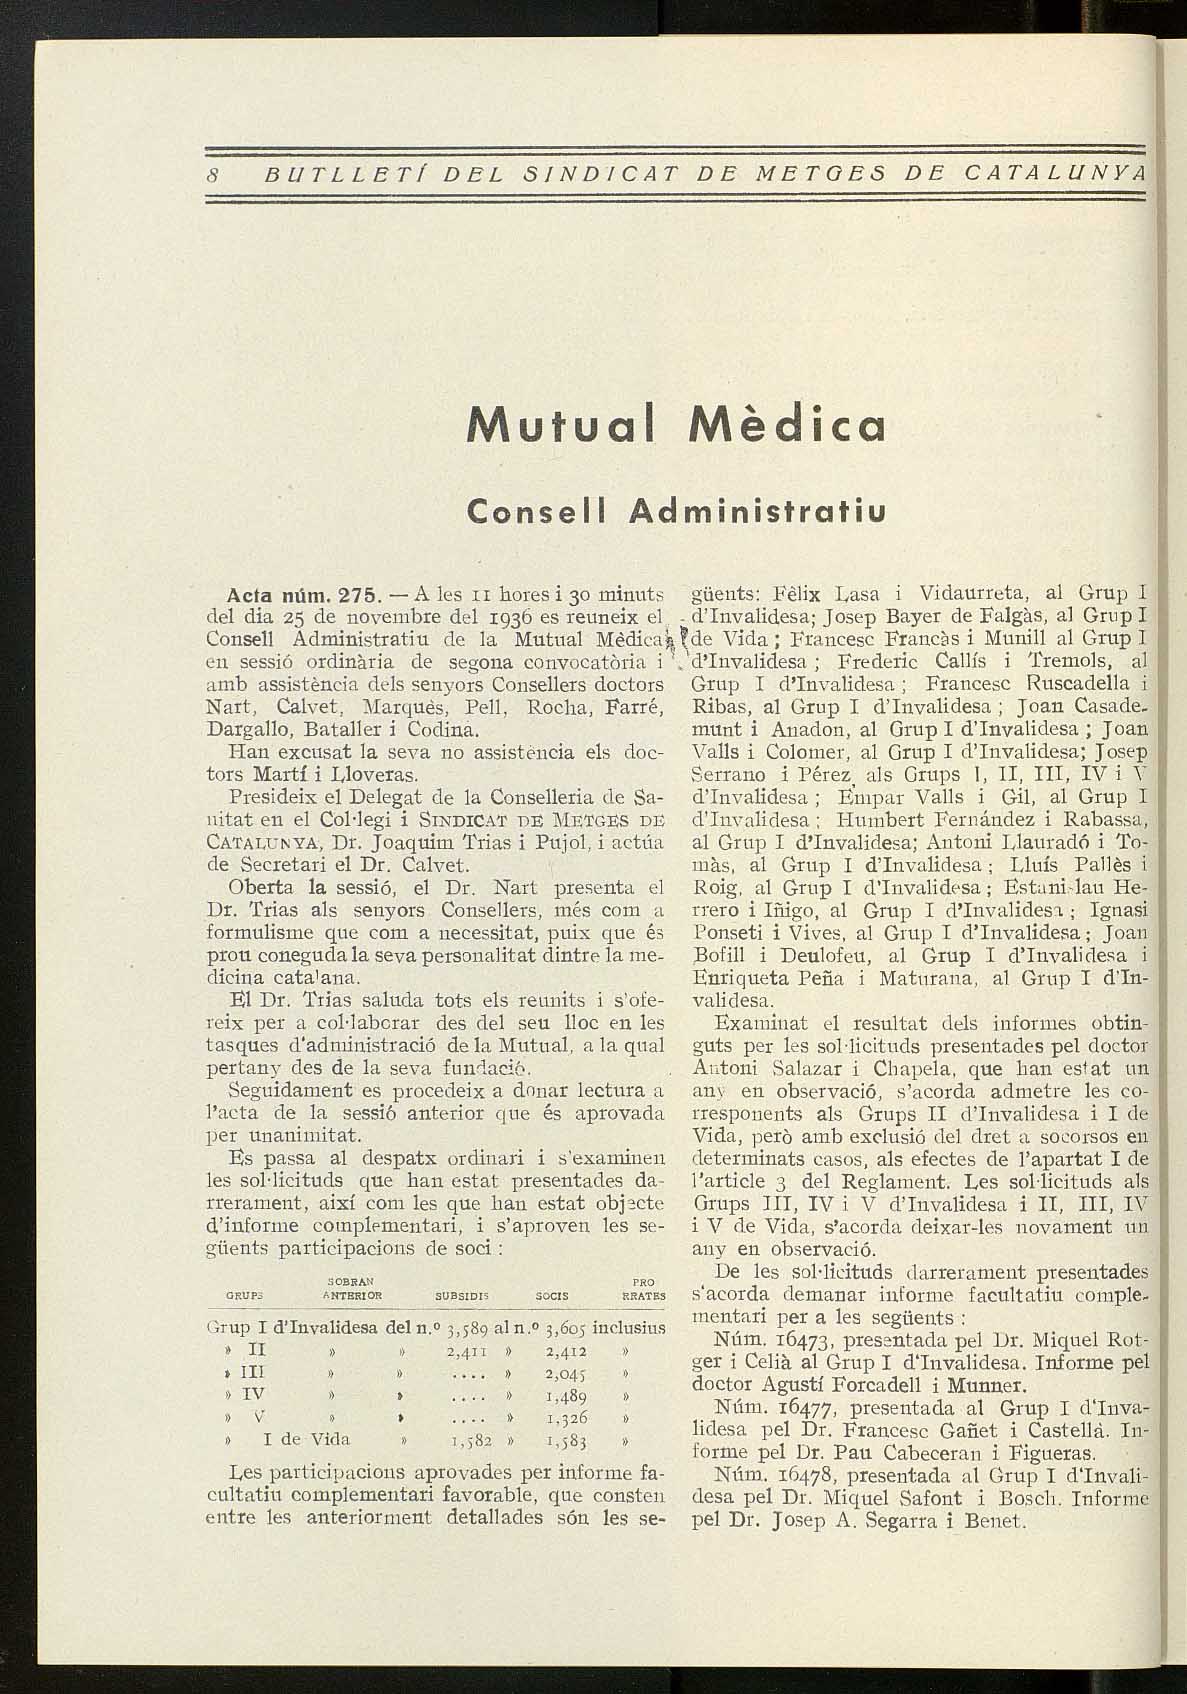 8 BUTLLETÍ DEL SINDICAT DE METGES DE CATALUNYA
Mutual Mèdica
Consell Administratiu
Acta núm. 275. — A les 11 hores i 30 minuts
del dia 25 de novembre del 1936 es reuneix el
Consell Administratiu de la Mutual Mèdica
en sessió ordinària de segona convocatòria i
amb assistència dels senyors Consellers doctors
Nart, Calvet, Marquès, Pell, Rocha, Farré,
Dargallo, Bataller i Codina.
Han excusat la seva no assistència els doc-
tors Martí i Lloveras.
Presideix el Delegat de la Conselleria de Sa-
nitat en el Col·legi i SINDICAT DE METGES DE
CATALUNYA, Dr. Joaquim Trias i Pujol, i actúa
de Secretari el Dr. Calvet.
Oberta la sessió, el Dr. Nart presenta el
Dr. Trias als senyors Consellers, més com a
formulisme que com a necessitat, puix que és
prou coneguda la seva personalitat dintre la me-
dicina catalana.
El Dr. Trias saluda tots els reunits i s'ofe-
reix per a col·laborar des del seu lloc en les
tasques d'administració de la Mutual, a la qual
pertany des de la seva fundació.
Seguidament es procedeix a donar lectura a
l'acta de la sessió anterior que és aprovada
per unanimitat.
Es passa al despatx ordinari i s'examinen
les sol·licituds que han estat presentades da-
rrerament, així com les que han estat objecte
d'informe complementari, i s'aproven les se-
güents participacions de soci :
GRUPS SOBRAN ANTERIOR SUBSIDIS SOCIS PRO RRATES
Grup I d'Invalidesa del n.º 3,589 al n.º 3,605 inclusius
» II » » 2,411 » 2,412 »
» III » » .... » 2,045 »
» IV » » .... » 1,489 »
» V » » .... » 1,326 »
» I de Vida » 1,582 » 1,583 »
Les participacions aprovades per informe fa-
cultatiu complementari favorable, que consten
entre les anteriorment detallades són les se-
güents: Fèlix Lasa i Vidaurreta, al Grup I
d'Invalidesa; Josep Bayer de Falgàs, al Grup I
de Vida ; Francesc Francàs i Munill al Grup I
d'Invalidesa ; Frederic Callís i Tremols, al
Grup I d'Invalidesa ; Francesc Ruscadella i
Ribas, al Grup I d'Invalidesa ; Joan Casade-
munt i Anadon, al Grup I d'Invalidesa ; Joan
Valls i Colomer, al Grup I d'Invalidesa; Josep
Serrano i Pérez, als Grups I, II, III, IV i V
d'Invalidesa ; Empar Valls i Gil, al Grup I
d'Invalidesa ; Humbert Fernández i Rabassa,
al Grup I d'Invalidesa; Antoni Llauradó i To-
màs, al Grup I d'Invalidesa ; Lluís Pallès i
Roig, al Grup I d'Invalidesa ; Estanislau He-
rrero i Iñigo, al Grup I d'Invalidesa ; Ignasi
Ponseti i Vives, al Grup I d'Invalidesa ; Joan
Bofill i Deulofeu, al Grup I d'Invalidesa i
Enriqueta Peña i Maturana, al Grup I d'In-
validesa.
Examinat el resultat dels informes obtin-
guts per les sol·licituds presentades pel doctor
Antoni Salazar i Chapela, que han estat un
any en observació, s'acorda admetre les co-
rresponents als Grups II d'Invalidesa i I de
Vida, però amb exclusió del dret a socorsos en
determinats casos, als efectes de l'apartat I de
l'article 3 del Reglament. Les sol·licituds als
Grups III, IV i V d'Invalidesa i II, III, IV
i V de Vida, s'acorda deixar-les novament un
any en observació.
De les sol·licituds darrerament presentades
s'acorda demanar informe facultatiu comple-
mentari per a les següents :
Núm. 16473, presentada pel Dr. Miquel Rot-
ger i Celià al Grup I d'Invalidesa. Informe pel
doctor Agustí Forcadell i Munner.
Núm. 16477, presentada al Grup I d'Inva-
lidesa pel Dr. Francesc Gañet i Castellà. In-
forme pel Dr. Pau Cabeceran i Figueras.
Núm. 16478, presentada al Grup I d'Invali-
desa pel Dr. Miquel Safont i Bosch. Informe
pel Dr. Josep A. Segarra i Benet.